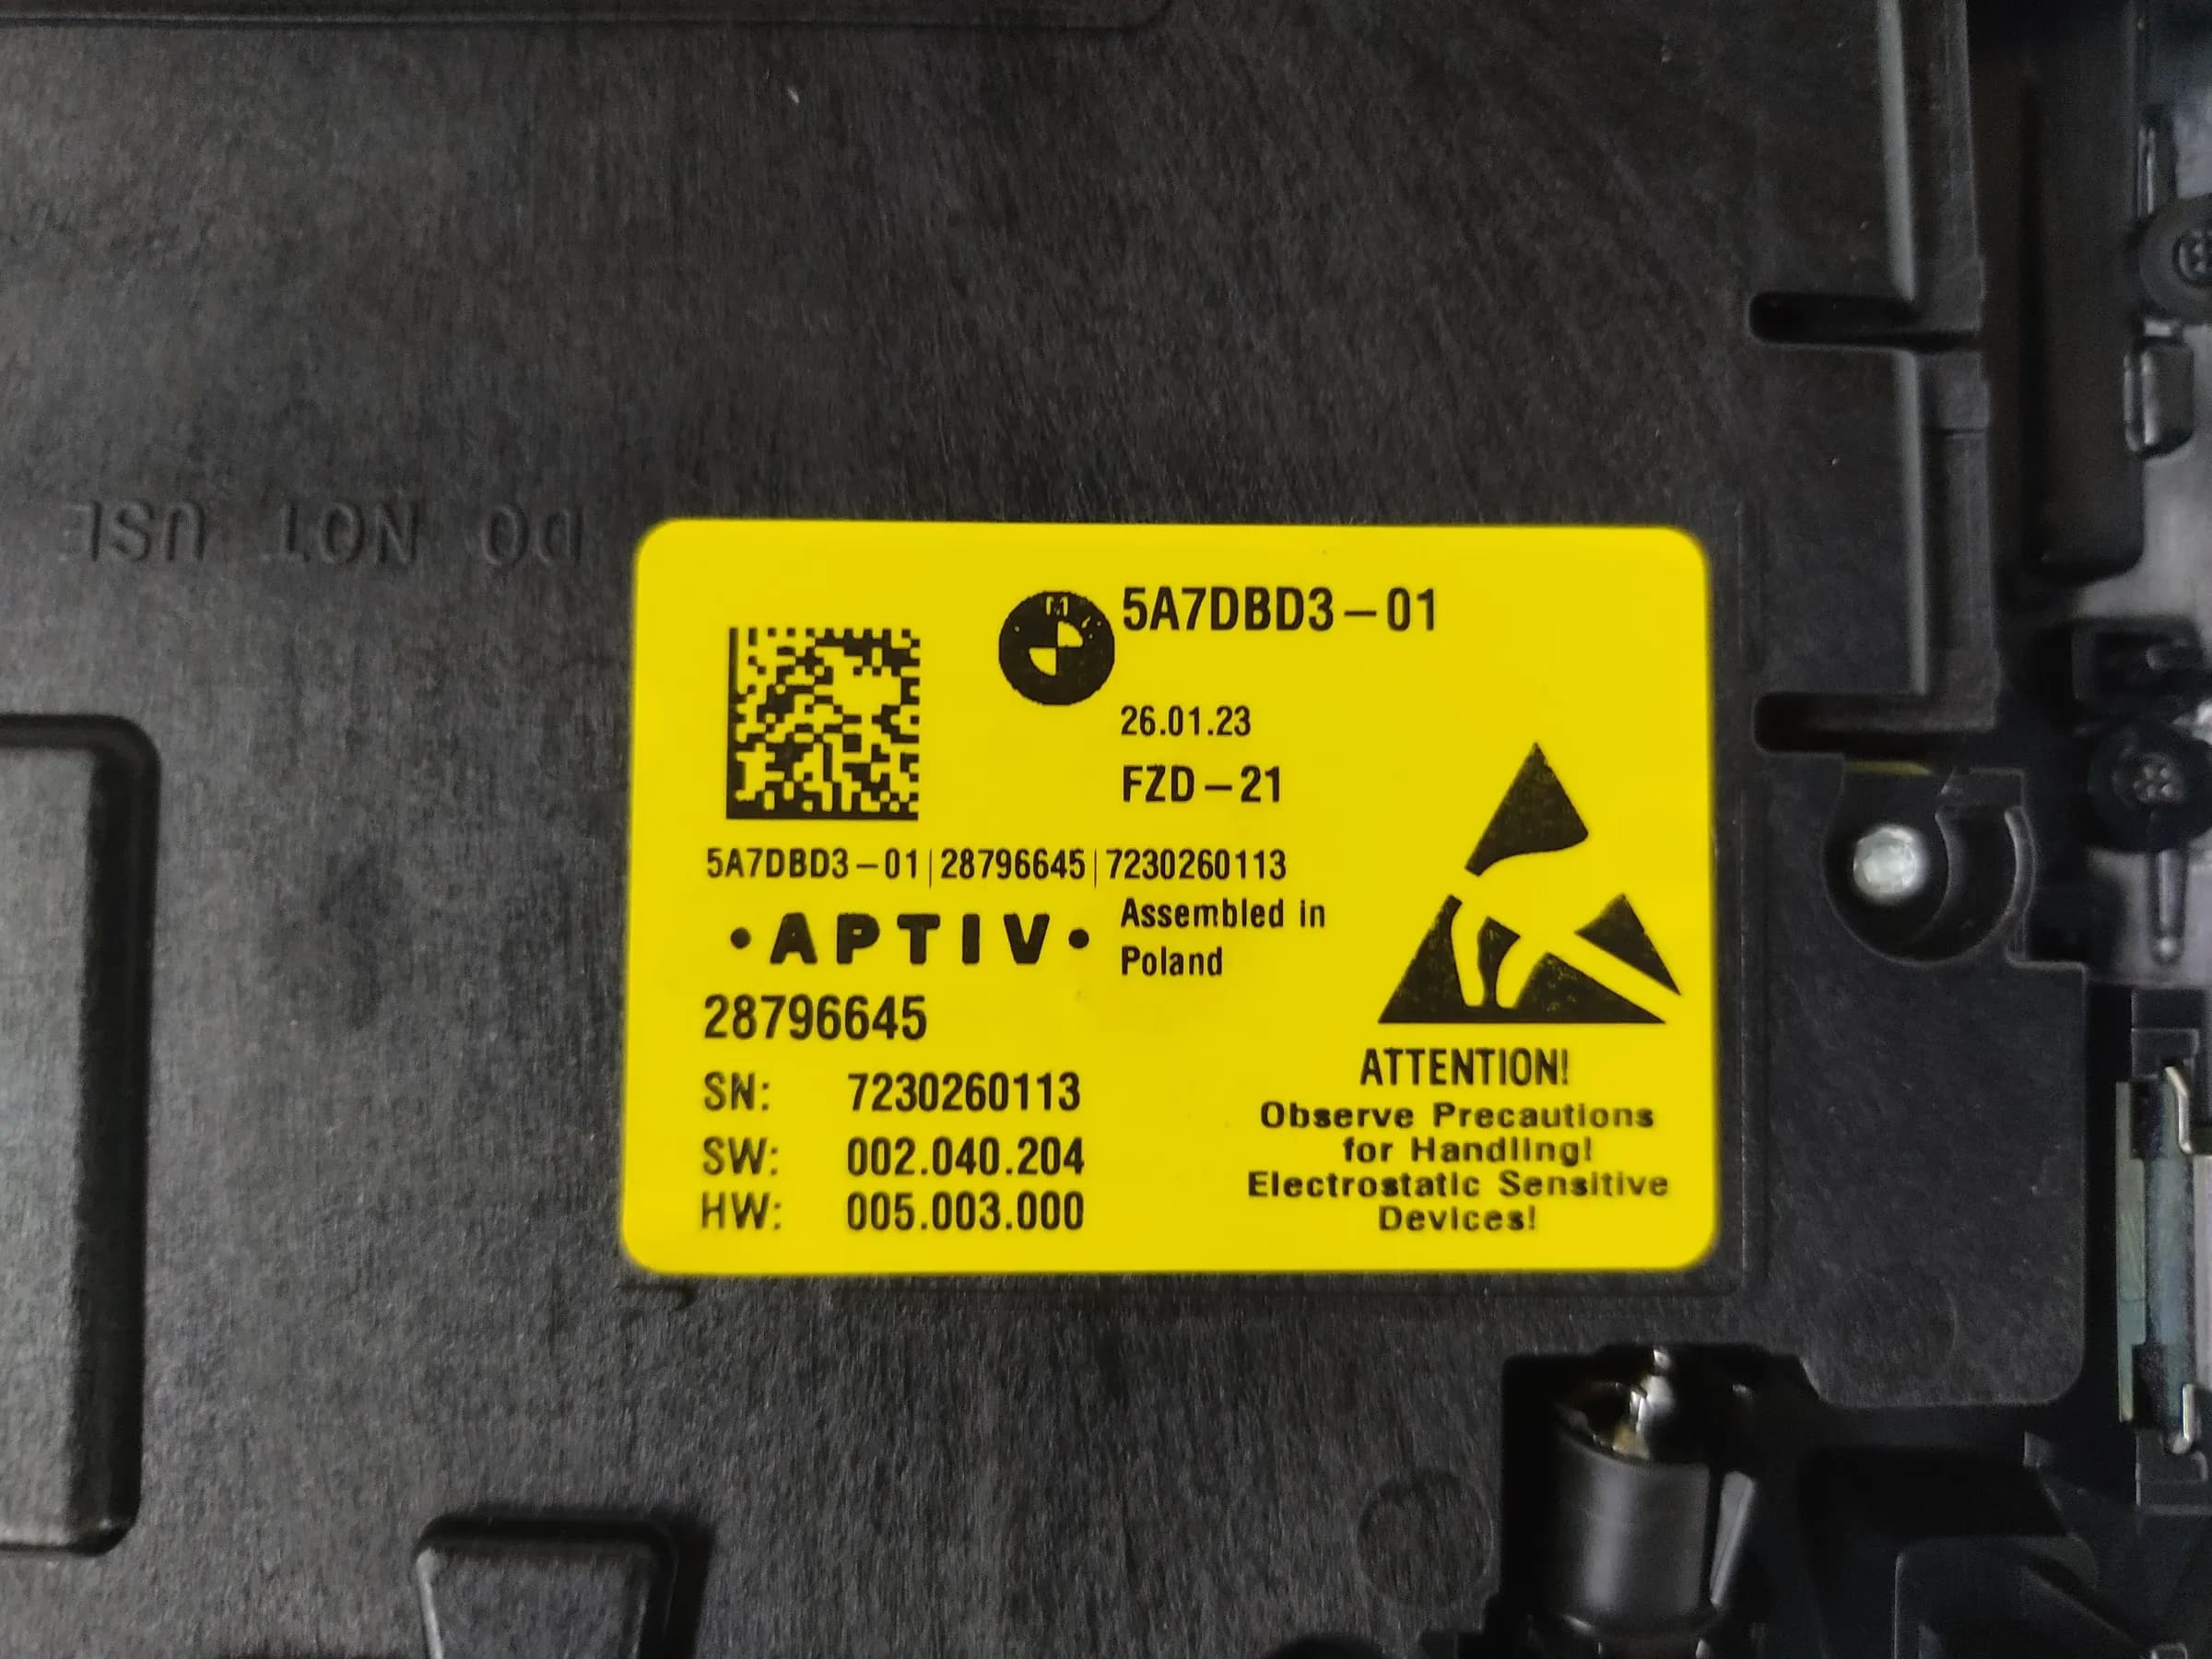 DO NOT USE
5A7DBD3-01
26.01.23
FZD-21
5A7DBD3-01|28796645|7230260113
•APTIV•
Assembled in
Poland
28796645
SN: 7230260113
SW: 002.040.204
HW: 005.003.000
ATTENTION!
Observe Precautions
for Handling!
Electrostatic Sensitive
Devices!